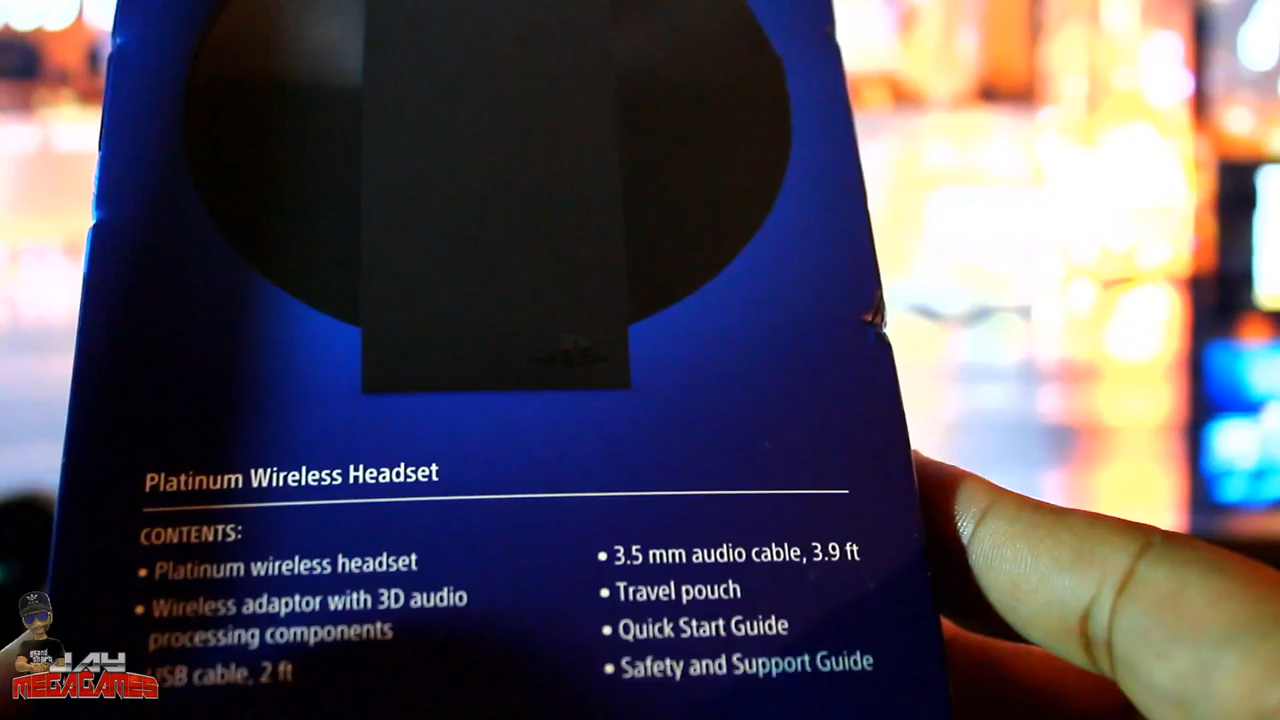 Platinum Wireless Headset
CONTENTS:
• Platinum wireless headset
• Wireless adaptor with 3D audio
processing components
USB cable, 2 ft
• 3.5 mm audio cable, 3.9 ft
• Travel pouch
• Quick Start Guide
• Safety and Support Guide
JAY
MEGAGAMES